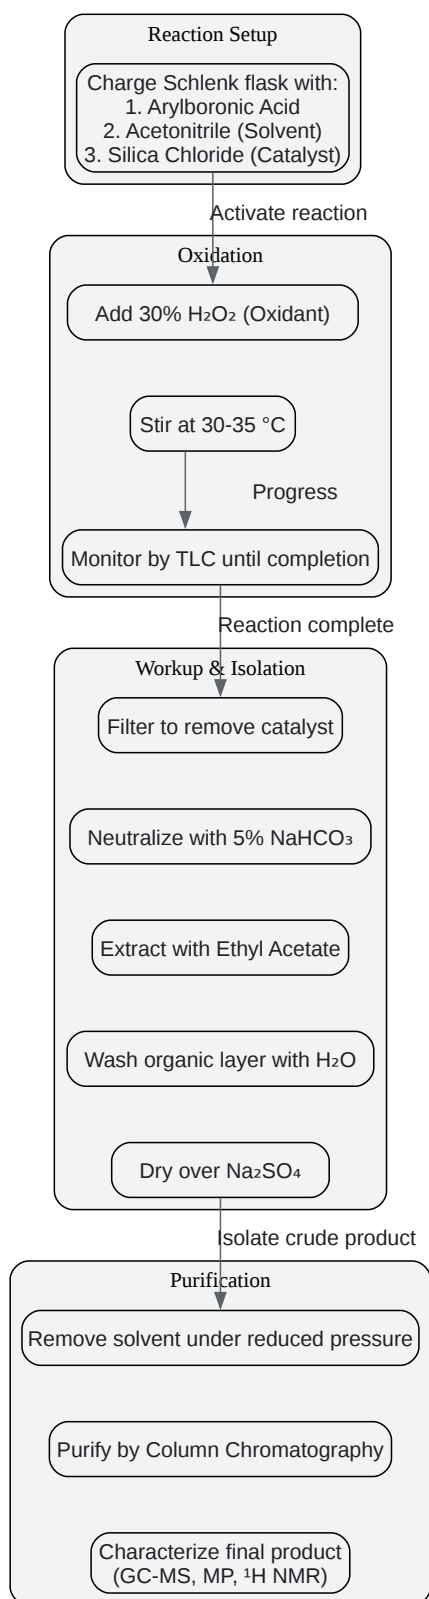 Reaction Setup
Charge Schlenk flask with:
1. Arylboronic Acid
2. Acetonitrile (Solvent)
3. Silica Chloride (Catalyst)
Activate reaction
Oxidation
Add 30% H₂O₂ (Oxidant)
Stir at 30-35 °C
Progress
Monitor by TLC until completion
Reaction complete
Workup & Isolation
Filter to remove catalyst
Neutralize with 5% NaHCO₃
Extract with Ethyl Acetate
Wash organic layer with H₂O
Dry over Na₂SO₄
Isolate crude product
Purification
Remove solvent under reduced pressure
Purify by Column Chromatography
Characterize final product
(GC-MS, MP, ¹H NMR)